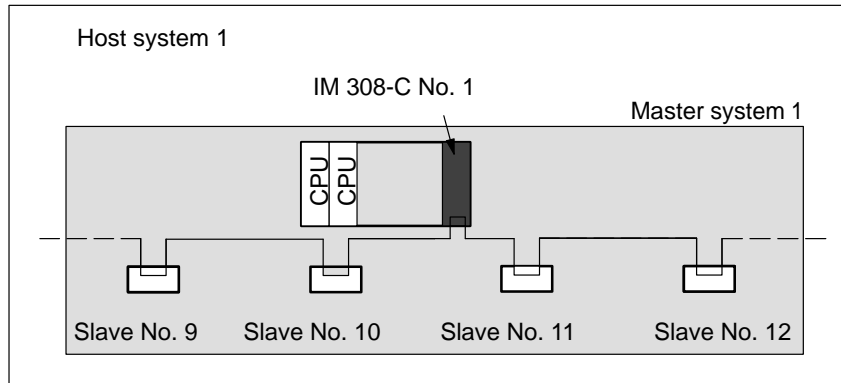 Host system 1
IM 308-C No. 1
Master system 1
CPU
CPU
Slave No. 9
Slave No. 10
Slave No. 11
Slave No. 12